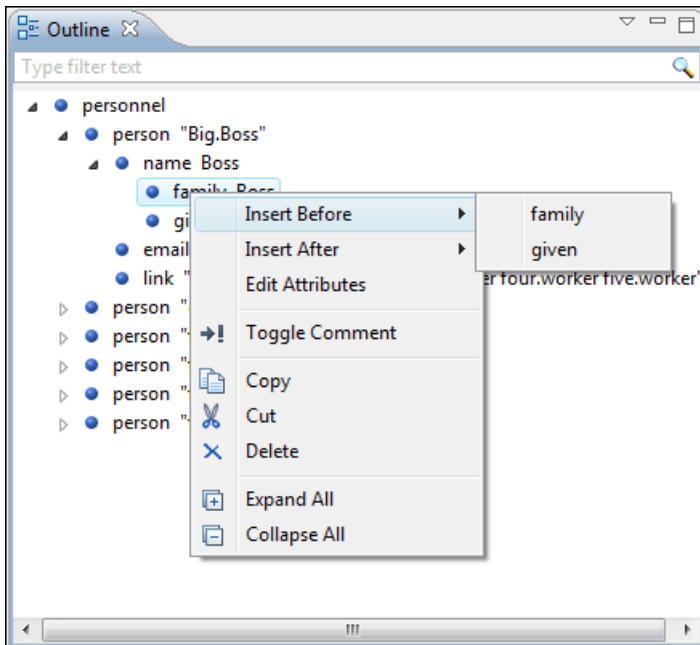 Outline
Type filter text
personnel
person "Big.Boss"
name Boss
family Boss
Insert Before
family
gi
Insert After
given
email
link "
Edit Attributes
four.worker five.worker"
person "
Toggle Comment
person "
person "
Copy
person "
Cut
person "
Delete
Expand All
Collapse All